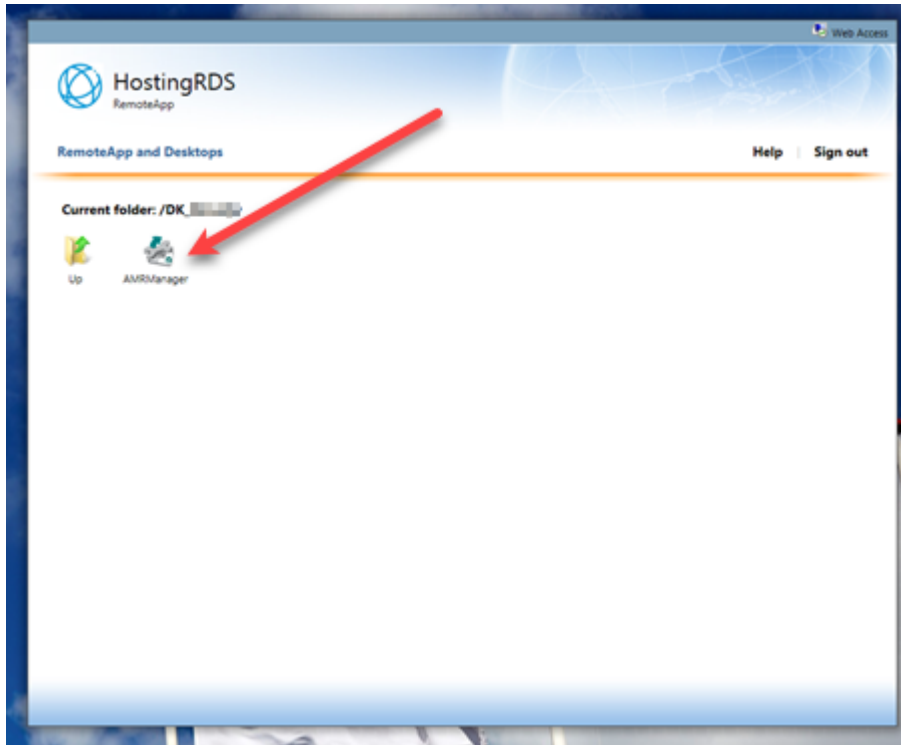 Web Access
HostingRDS
RemoteApp
RemoteApp and Desktops
Help | Sign out
Current folder: /DK_
Up
AMRManager